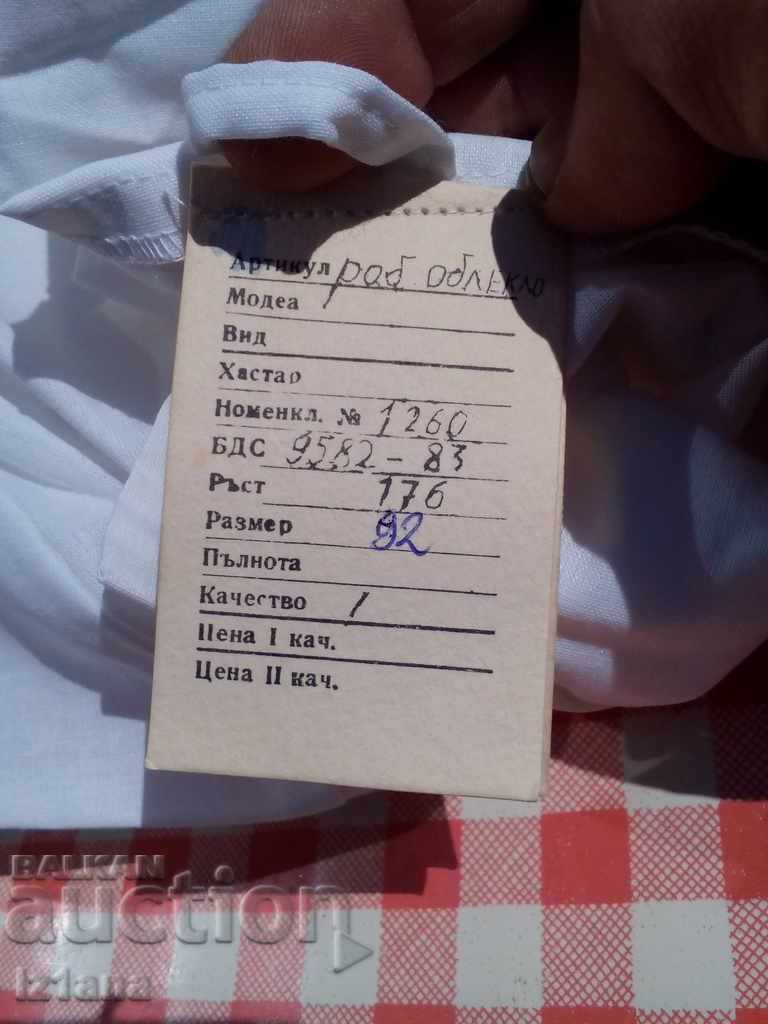 Артикул раб облекло
Модел
Вид
Хастар
Номенкл. № 1260
БДС 9582 - 83
Ръст 176
Размер 92
Пълнота
Качество 1
Цена I кач.
Цена II кач.
BALKAN
auction
iz1ana